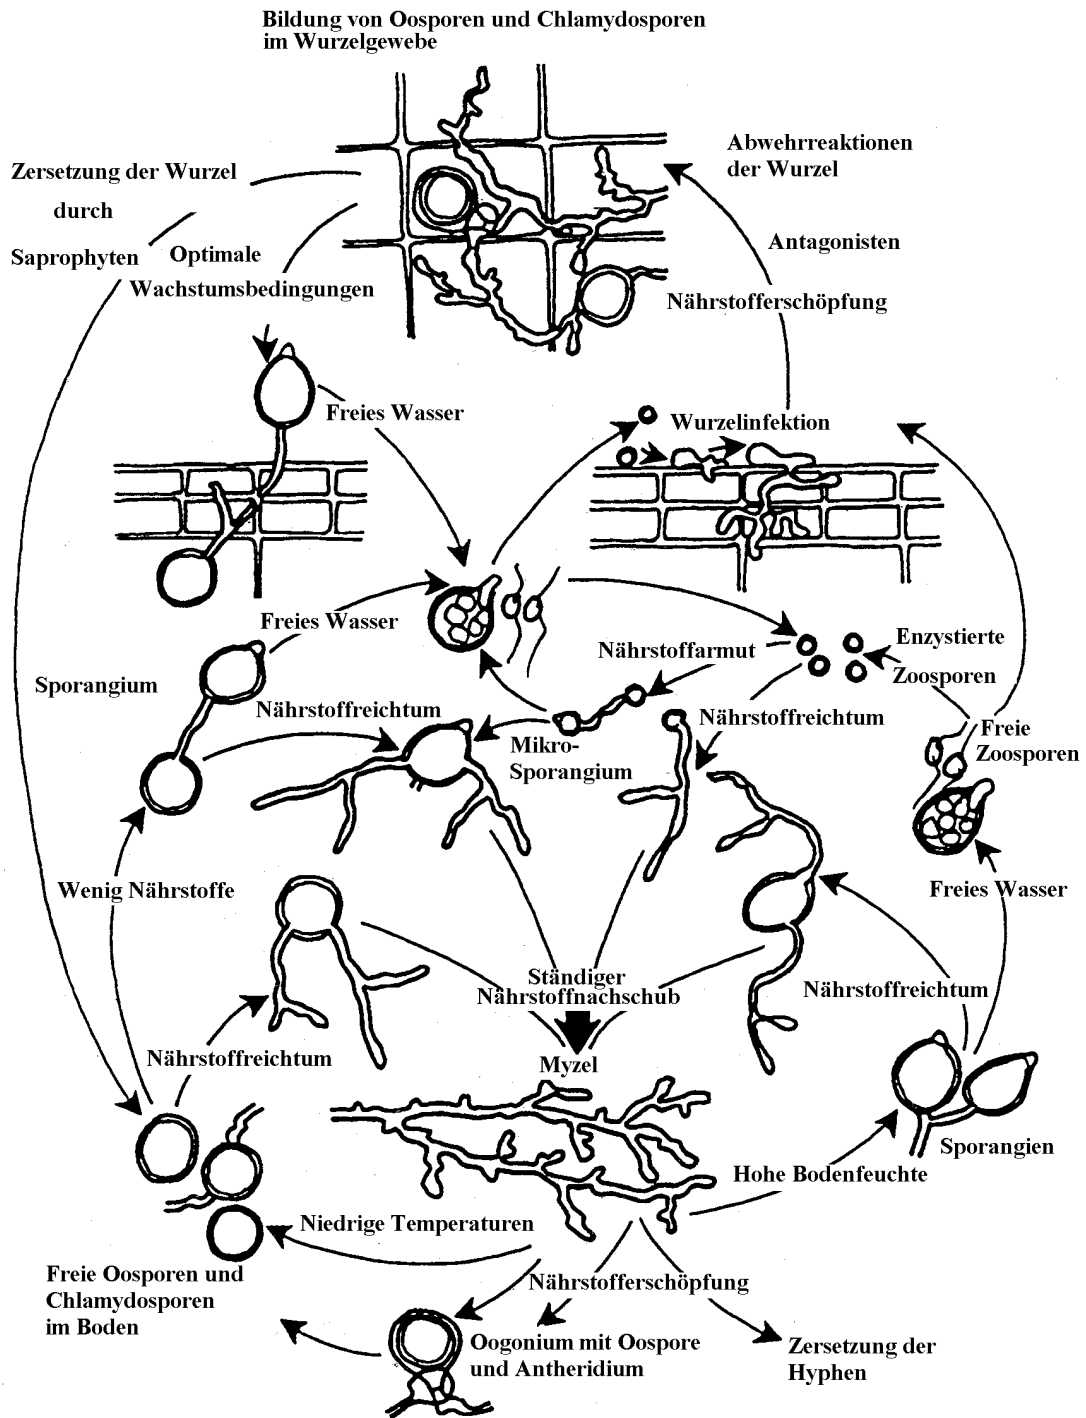 Bildung von Oosporen und Chlamydosporen
im Wurzelgewebe
Abwehrreaktionen
der Wurzel
Zersetzung der Wurzel
durch
Saprophyten
Optimale
Wachstumsbedingungen
Antagonisten
Nährstofferschöpfung
Freies Wasser
Wurzelinfektion
Freies Wasser
Nährstoffarmut
Enzystierte
Zoosporen
Sporangium
Nährstoffreichtum
Mikro-
Sporangium
Nährstoffreichtum
Freie
Zoosporen
Wenig Nährstoffe
Freies Wasser
Ständiger
Nährstoffnachschub
Nährstoffreichtum
Nährstoffreichtum
Myzel
Sporangien
Hohe Bodenfeuchte
Niedrige Temperaturen
Freie Oosporen und
Chlamydosporen
im Boden
Nährstofferschöpfung
Oogonium mit Oospore
und Antheridium
Zersetzung der
Hyphen